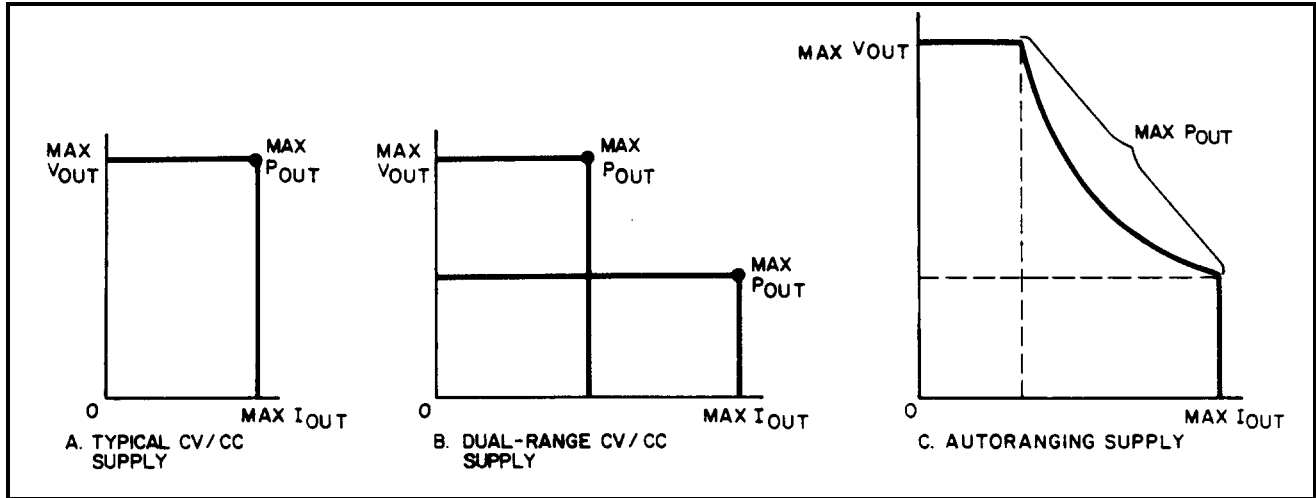 MAX
VOUT
MAX
POUT
0
MAX IOUT
A. TYPICAL CV/CC
SUPPLY
MAX
VOUT
MAX
POUT
MAX
POUT
0
MAX IOUT
B. DUAL-RANGE CV/CC
SUPPLY
MAX VOUT
MAX POUT
0
MAX IOUT
C. AUTORANGING SUPPLY